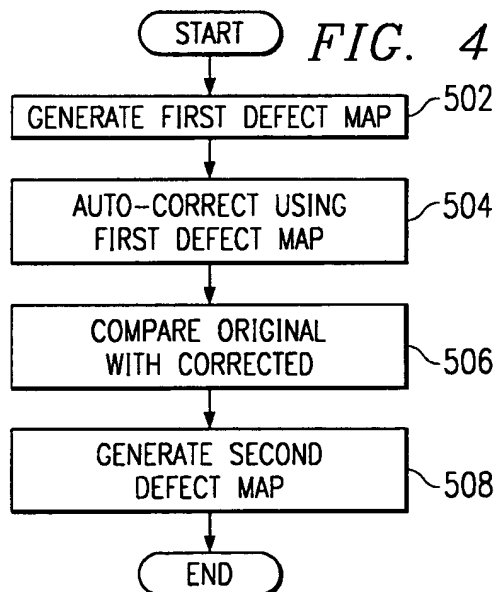 START
FIG. 4
GENERATE FIRST DEFECT MAP
502
AUTO-CORRECT USING
FIRST DEFECT MAP
504
COMPARE ORIGINAL
WITH CORRECTED
506
GENERATE SECOND
DEFECT MAP
508
END